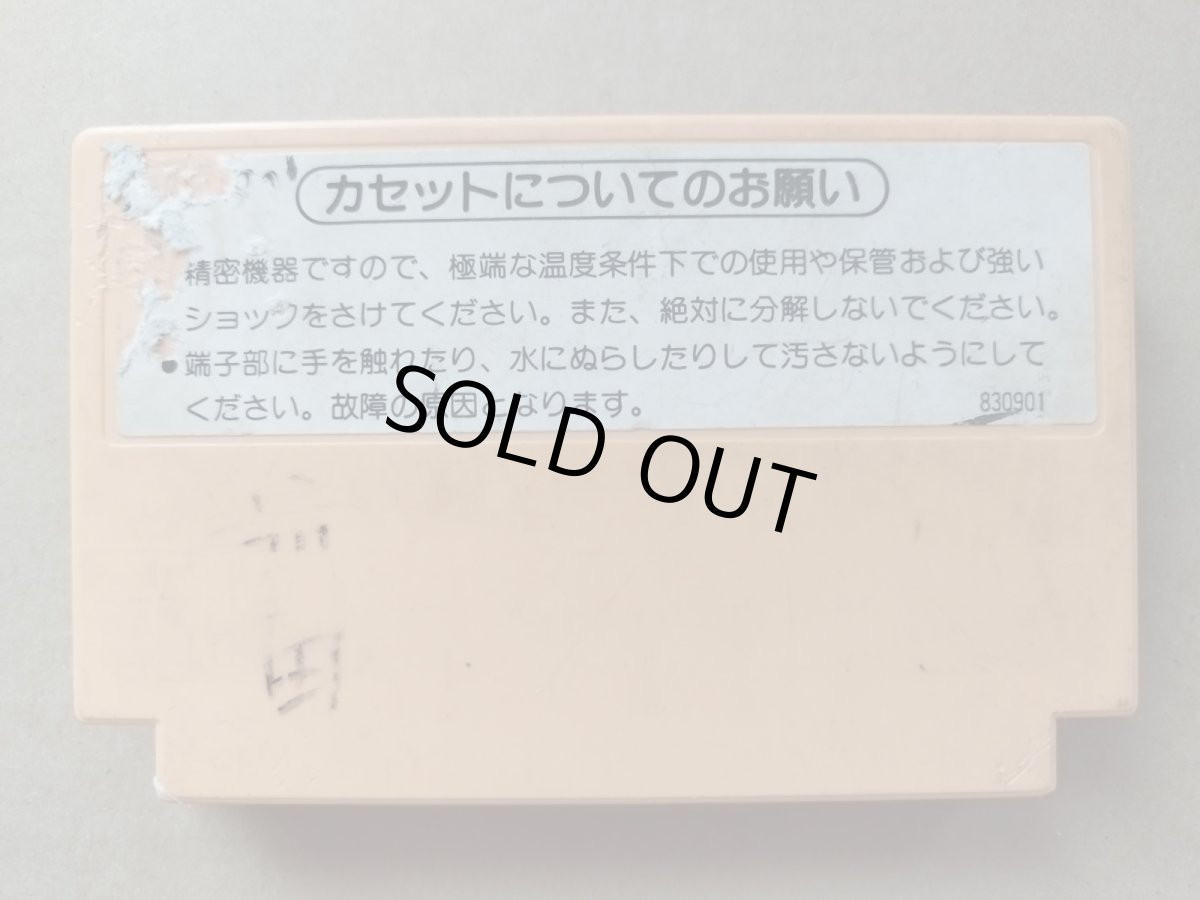 カセットについてのお願い
精密機器ですので、極端な温度条件下での使用や保管および強い
ショックをさけてください。また、絶対に分解しないでください。
●端子部に手を触れたり、水にぬらしたりして汚さないようにして
ください。故障の原因となります。
830901
SOLD OUT